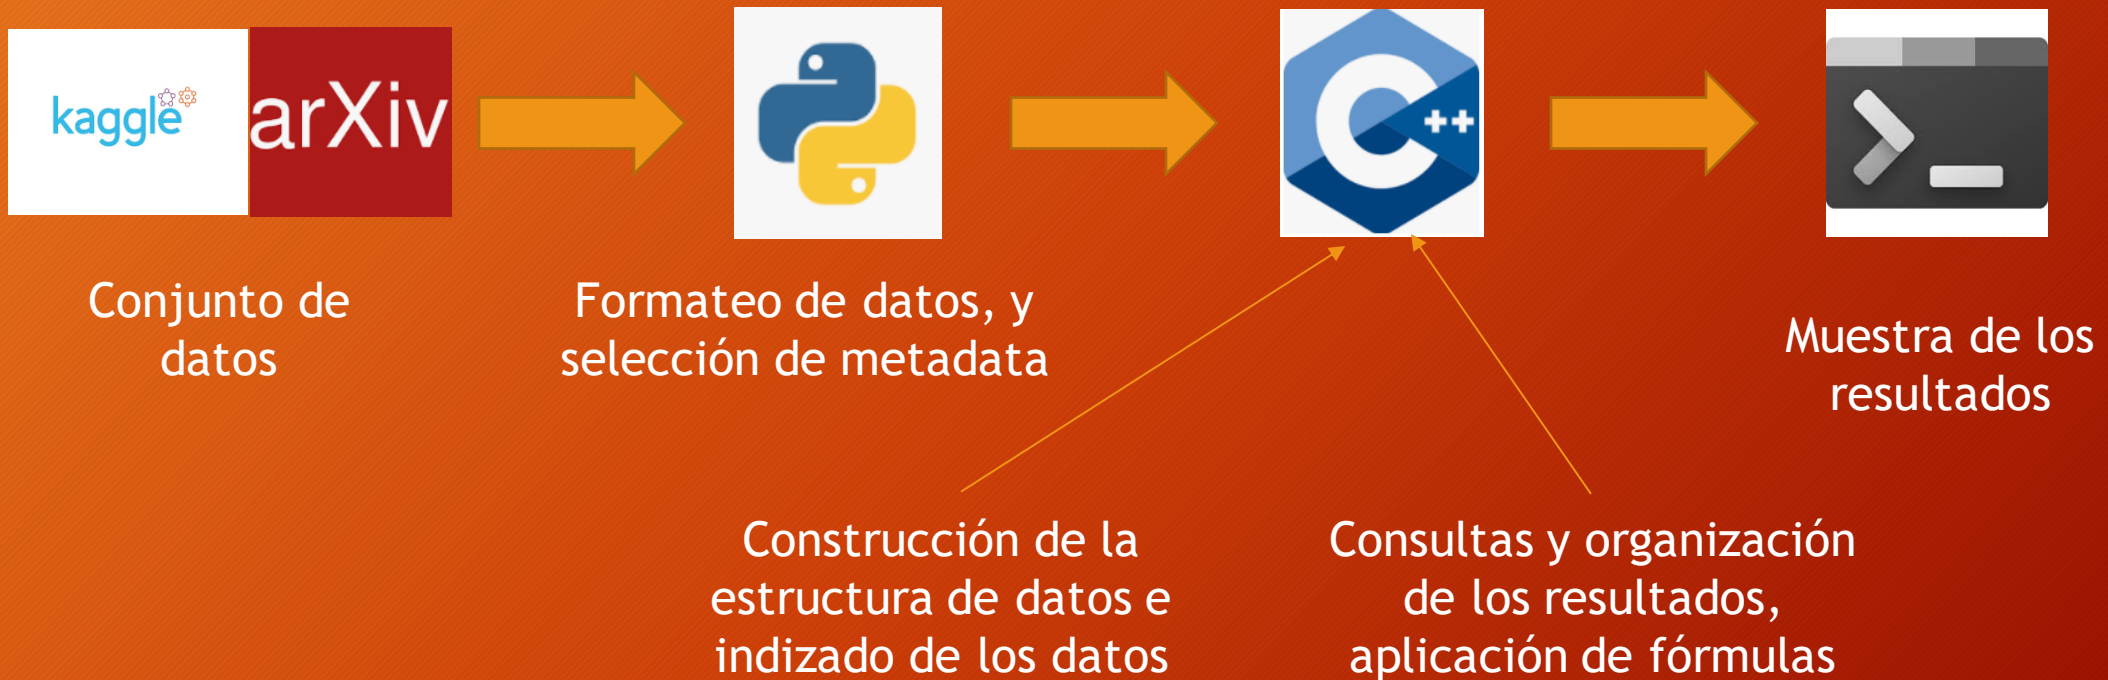 kaggle
arXiv
C++
Conjunto de
datos
Formateo de datos, y
selección de metadata
Muestra de los
resultados
Construcción de la
estructura de datos e
indizado de los datos
Consultas y organización
de los resultados,
aplicación de fórmulas